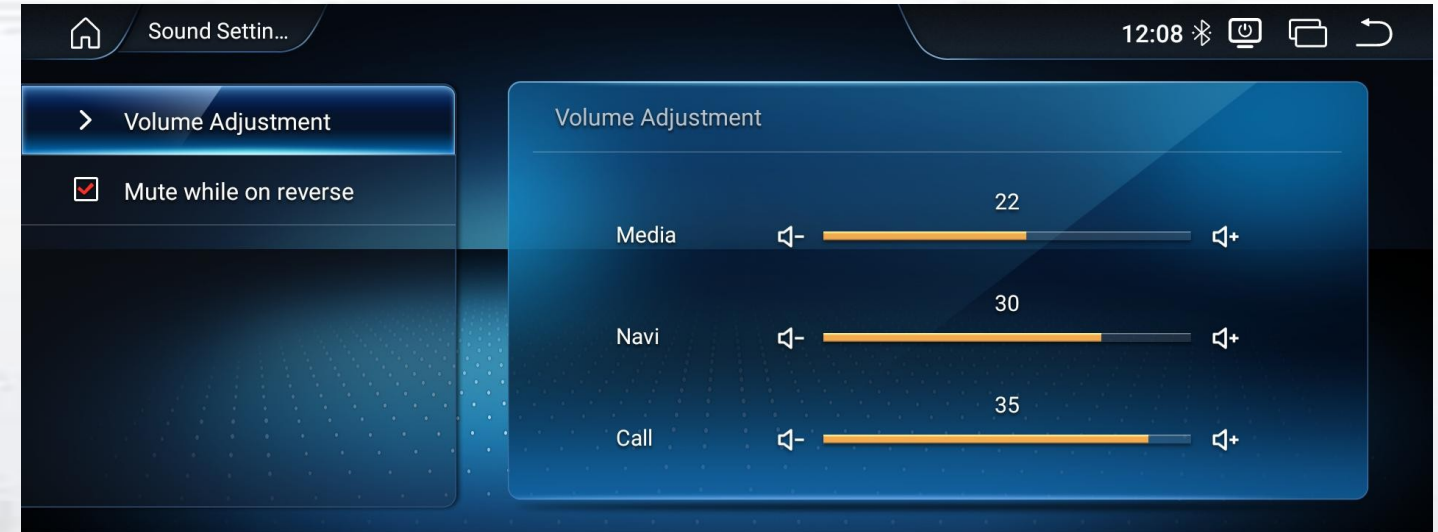 Sound Settin...
12:08
Volume Adjustment
Mute while on reverse
Volume Adjustment
22
Media
30
Navi
35
Call